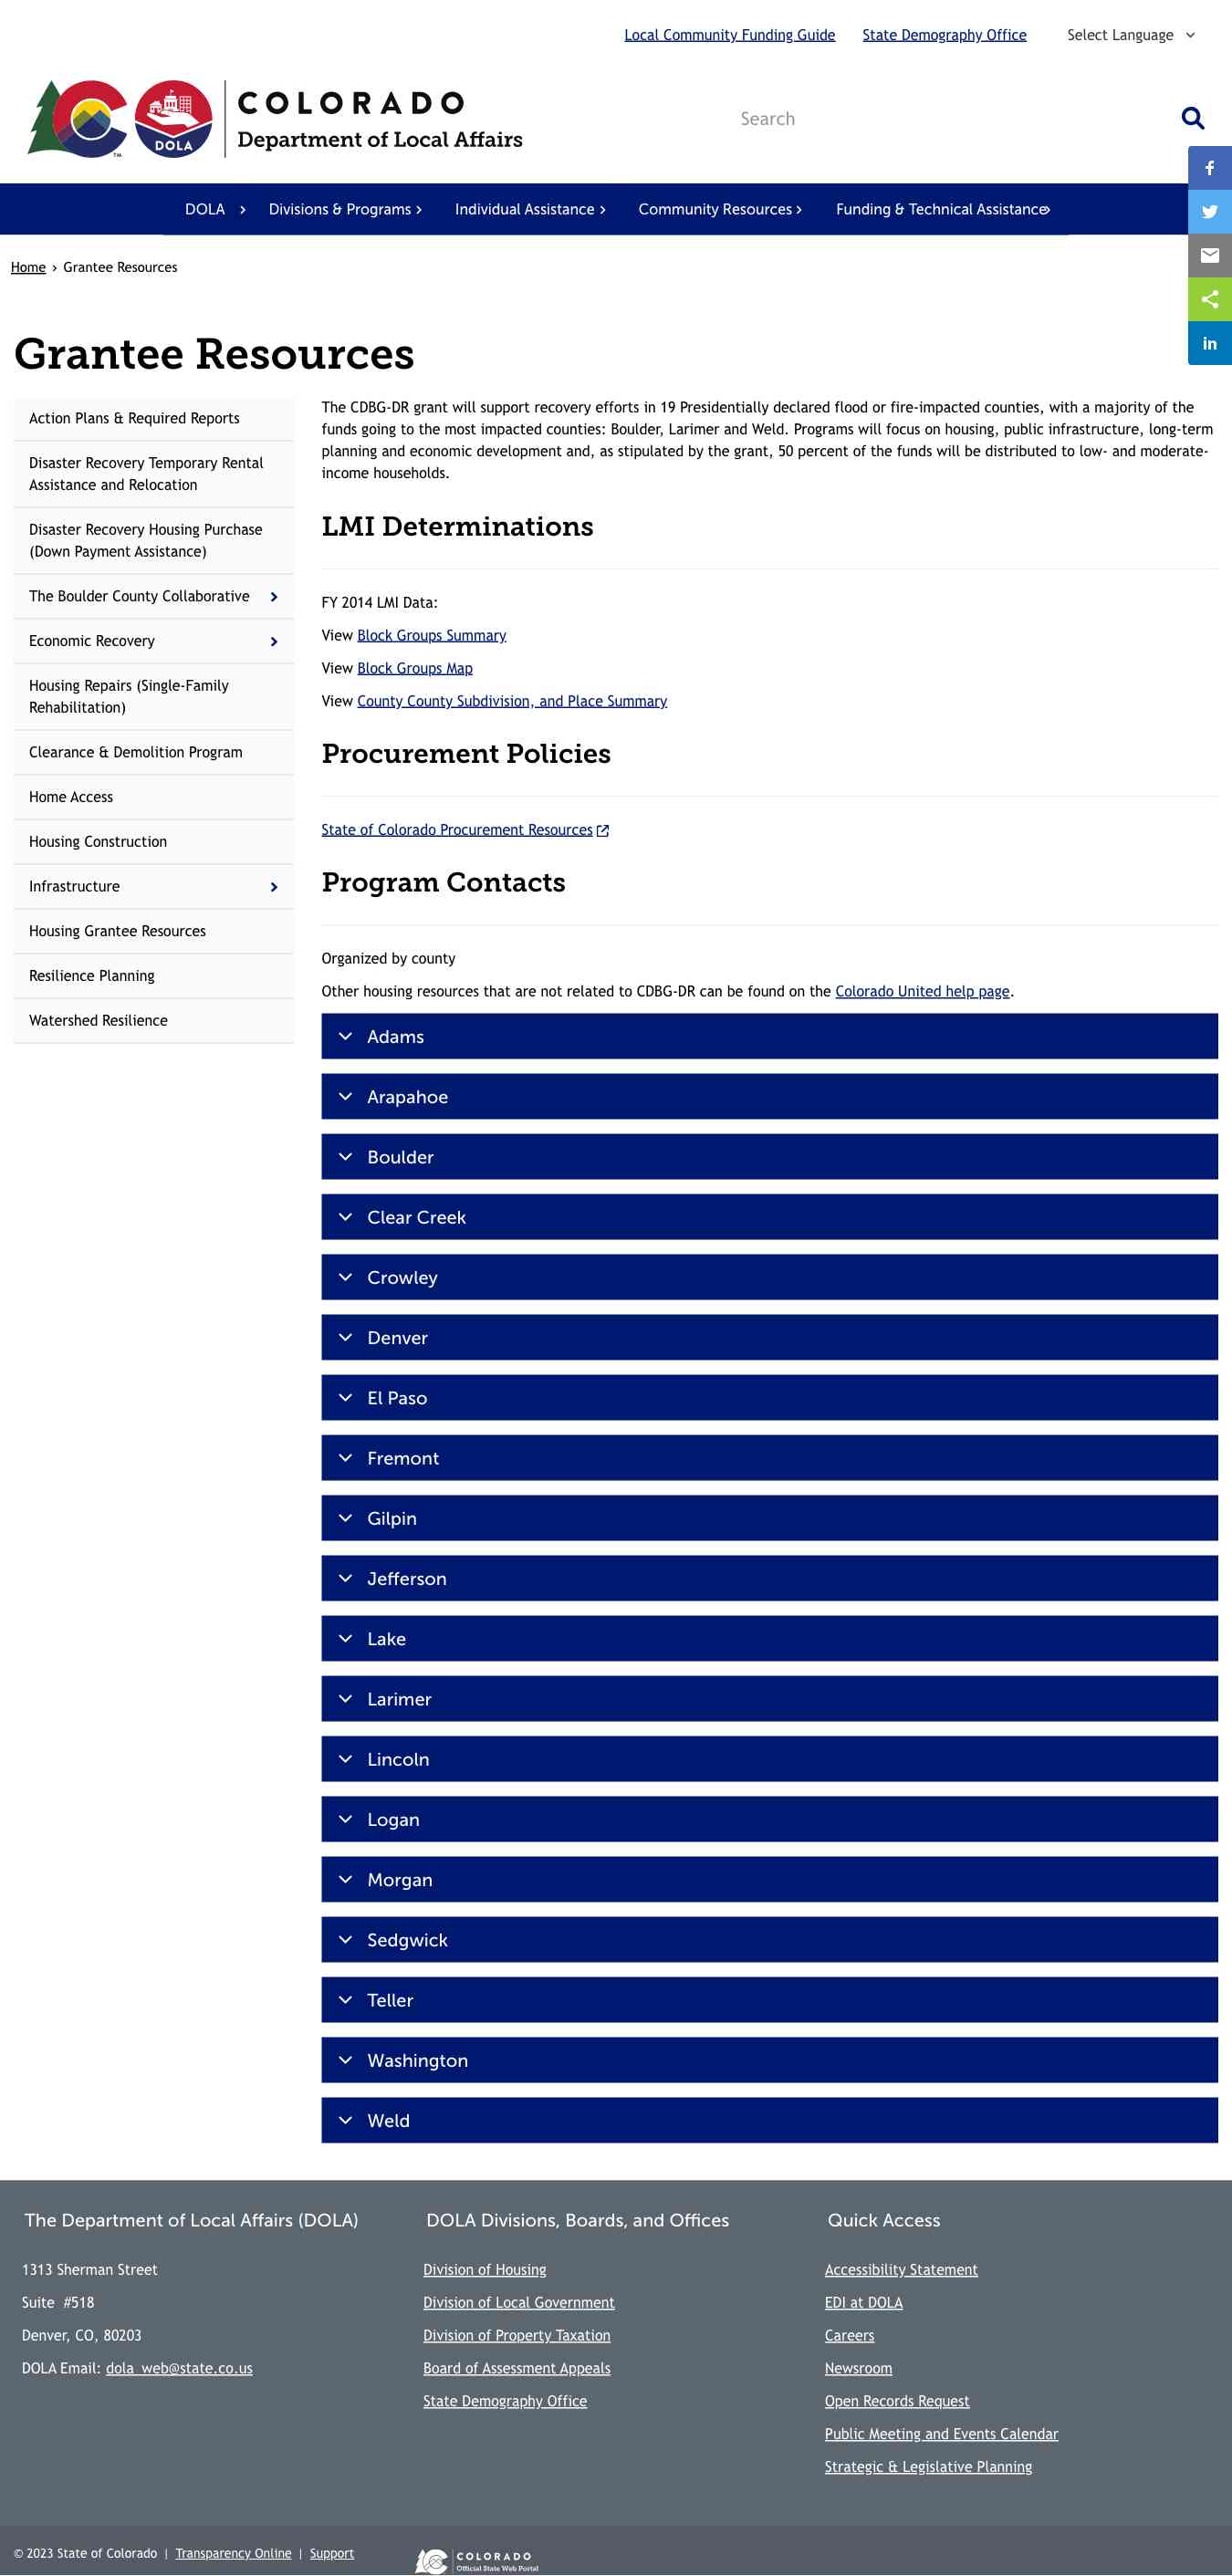 Local Community Funding Guide
State Demography Office
Select Language
TM
DOLA
COLORADO
Department of Local Affairs
Search
DOLA
Divisions & Programs
Individual Assistance
Community Resources
Funding & Technical Assistance
Home › Grantee Resources
Grantee Resources
Action Plans & Required Reports
Disaster Recovery Temporary Rental
Assistance and Relocation
Disaster Recovery Housing Purchase
(Down Payment Assistance)
The Boulder County Collaborative
Economic Recovery
Housing Repairs (Single-Family
Rehabilitation)
Clearance & Demolition Program
Home Access
Housing Construction
Infrastructure
Housing Grantee Resources
Resilience Planning
Watershed Resilience
The CDBG-DR grant will support recovery efforts in 19 Presidentially declared flood or fire-impacted counties, with a majority of the
funds going to the most impacted counties: Boulder, Larimer and Weld. Programs will focus on housing, public infrastructure, long-term
planning and economic development and, as stipulated by the grant, 50 percent of the funds will be distributed to low- and moderate-
income households.
LMI Determinations
FY 2014 LMI Data:
View Block Groups Summary
View Block Groups Map
View County County Subdivision, and Place Summary
Procurement Policies
State of Colorado Procurement Resources
Program Contacts
Organized by county
Other housing resources that are not related to CDBG-DR can be found on the Colorado United help page.
Adams
Arapahoe
Boulder
Clear Creek
Crowley
Denver
El Paso
Fremont
Gilpin
Jefferson
Lake
Larimer
Lincoln
Logan
Morgan
Sedgwick
Teller
Washington
Weld
The Department of Local Affairs (DOLA)
1313 Sherman Street
Suite  #518
Denver, CO, 80203
DOLA Email: dola_web@state.co.us
DOLA Divisions, Boards, and Offices
Division of Housing
Division of Local Government
Division of Property Taxation
Board of Assessment Appeals
State Demography Office
Quick Access
Accessibility Statement
EDI at DOLA
Careers
Newsroom
Open Records Request
Public Meeting and Events Calendar
Strategic & Legislative Planning
© 2023 State of Colorado | Transparency Online | Support
COLORADO
Official State Web Portal